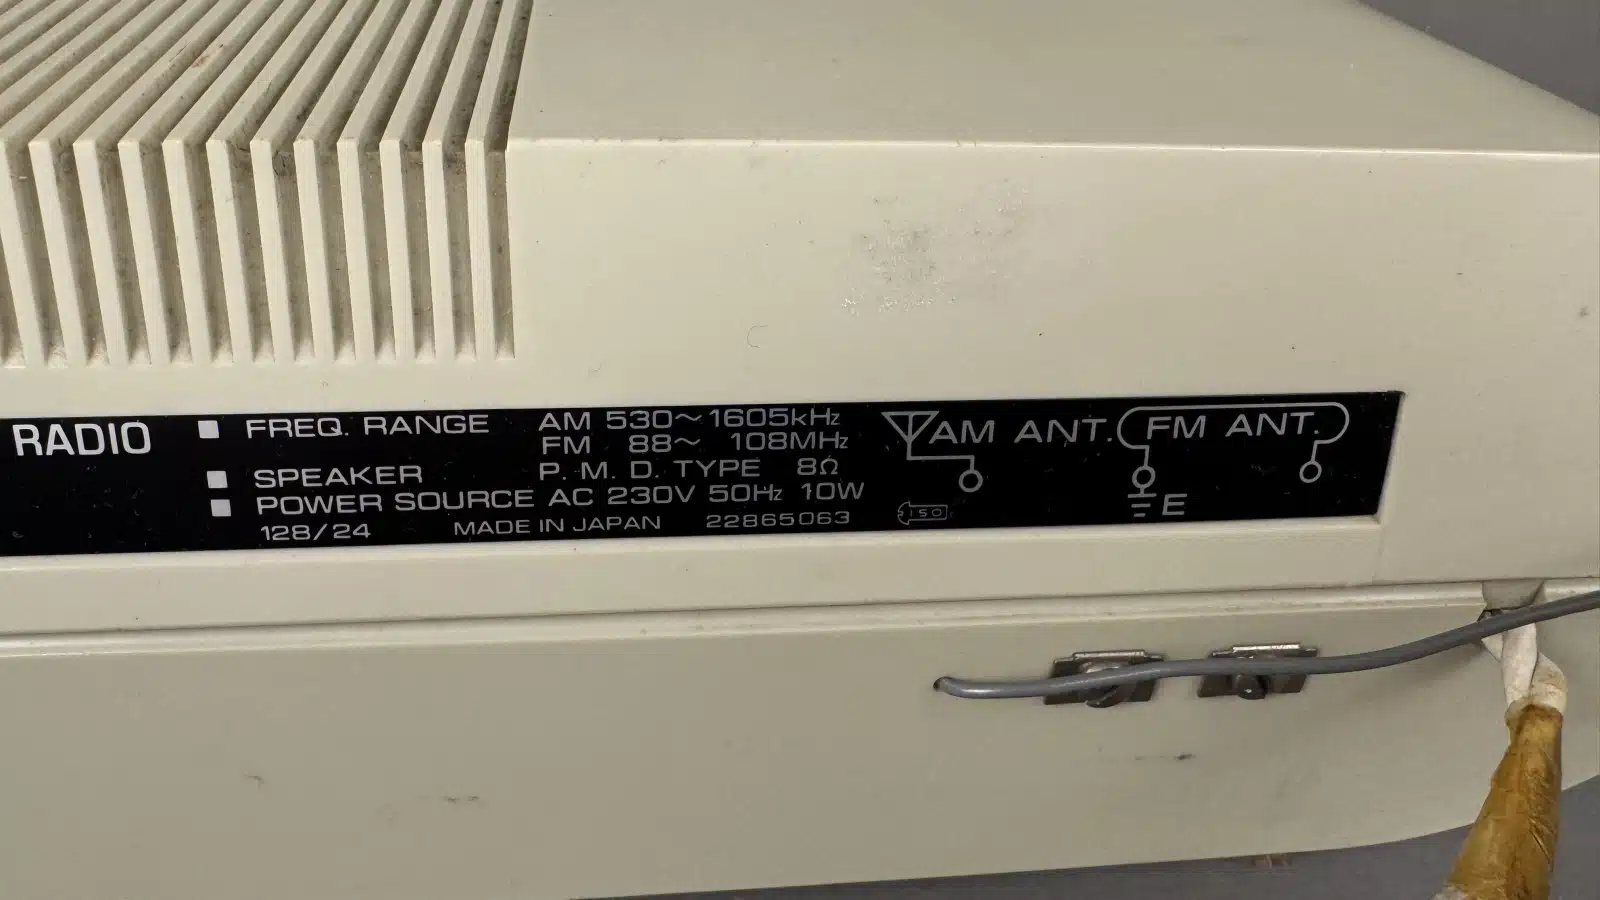 RADIO
FREQ. RANGE AM 530~1605kHz
FM 88~ 108MHz
SPEAKER P. M. D. TYPE 8Ω
POWER SOURCE AC 230V 50Hz 10W
128/24 MADE IN JAPAN 22865063
AM ANT. FM ANT.
ISO
E